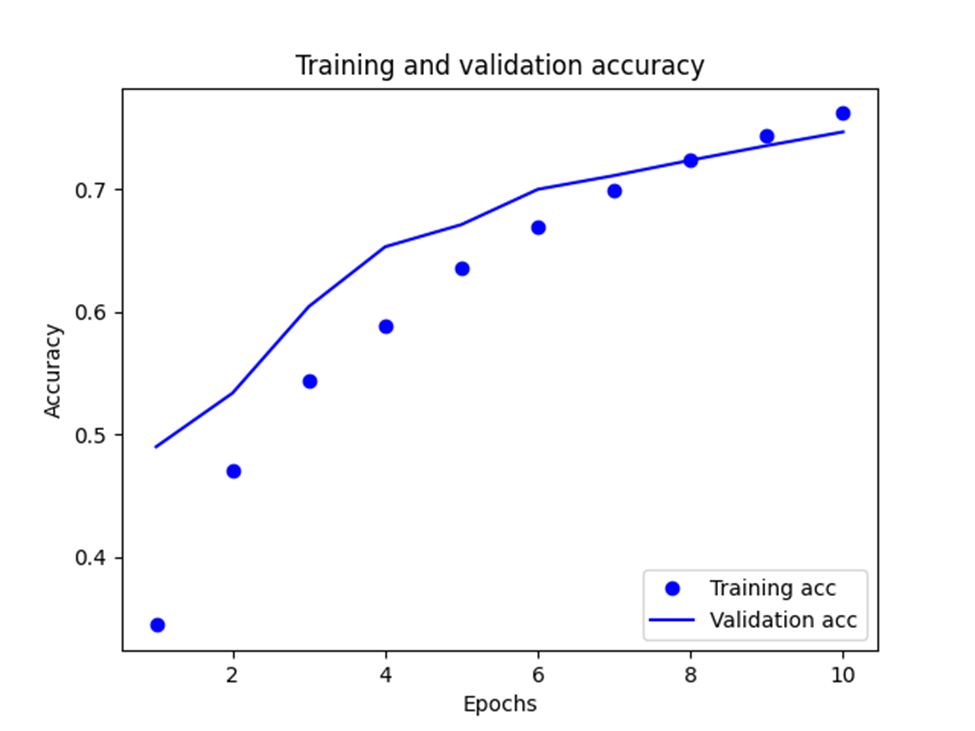 Training and validation accuracy
0.7
0.6
0.5
0.4
Accuracy
Training acc
Validation acc
2 4 6 8 10
Epochs